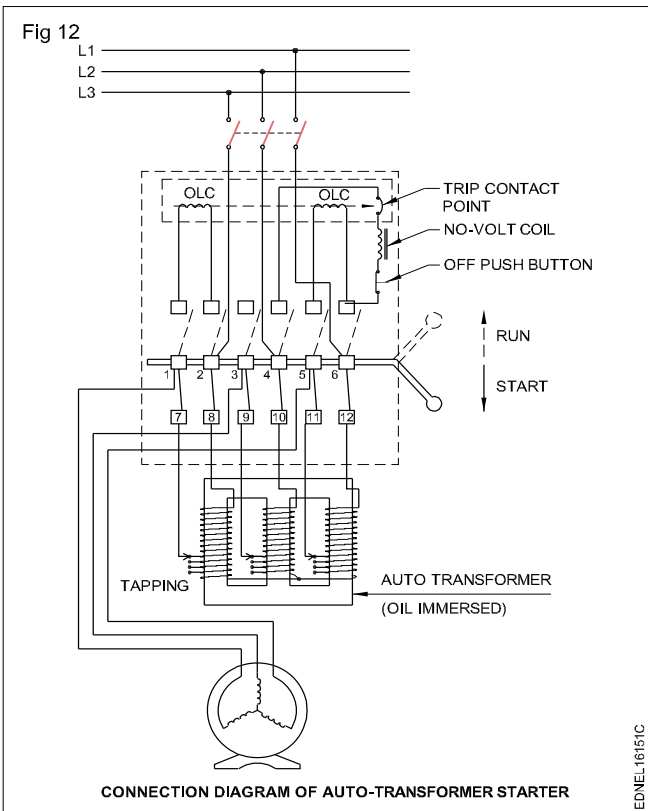 Fig 12
L1
L2
L3
OLC
OLC
TRIP CONTACT
POINT
NO-VOLT COIL
OFF PUSH BUTTON
RUN
START
1
2
3
4
5
6
7
8
9
10
11
12
TAPPING
AUTO TRANSFORMER
(OIL IMMERSED)
CONNECTION DIAGRAM OF AUTO-TRANSFORMER STARTER
EDNEL16151C